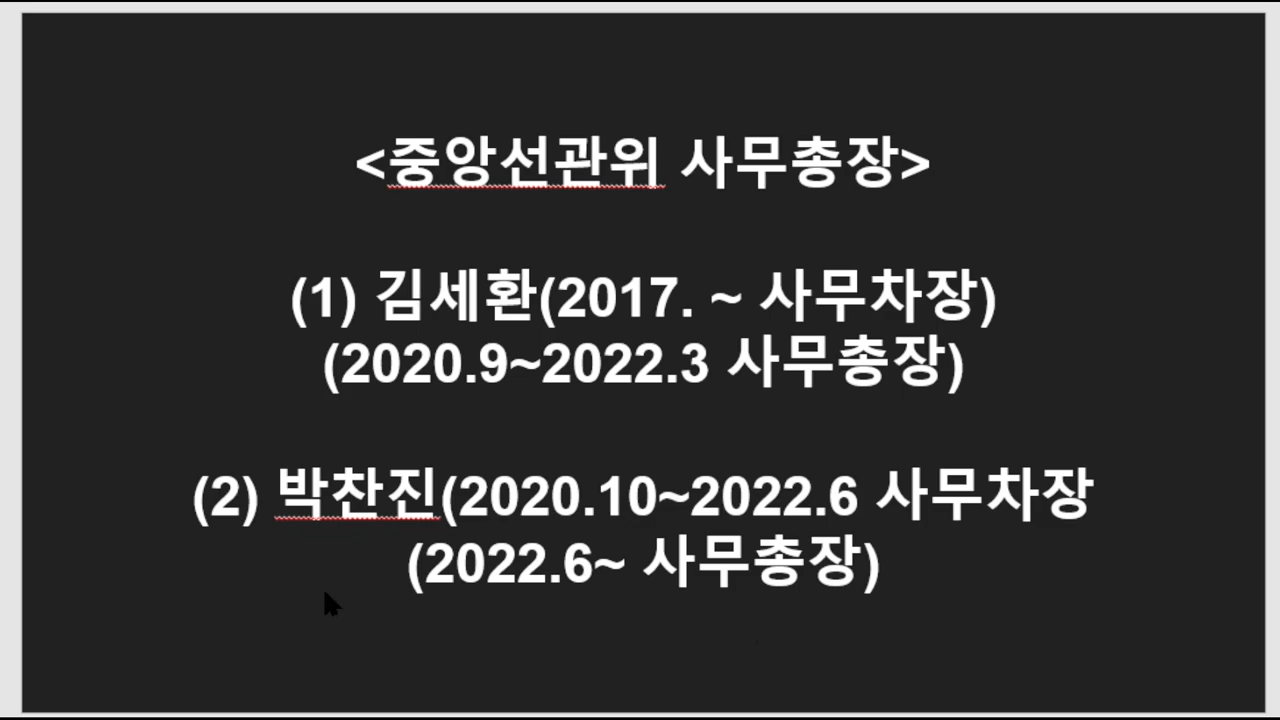 <중앙선관위 사무총장>
(1) 김세환(2017. ~ 사무차장)
(2020.9~2022.3 사무총장)
(2) 박찬진(2020.10~2022.6 사무차장
(2022.6~ 사무총장)